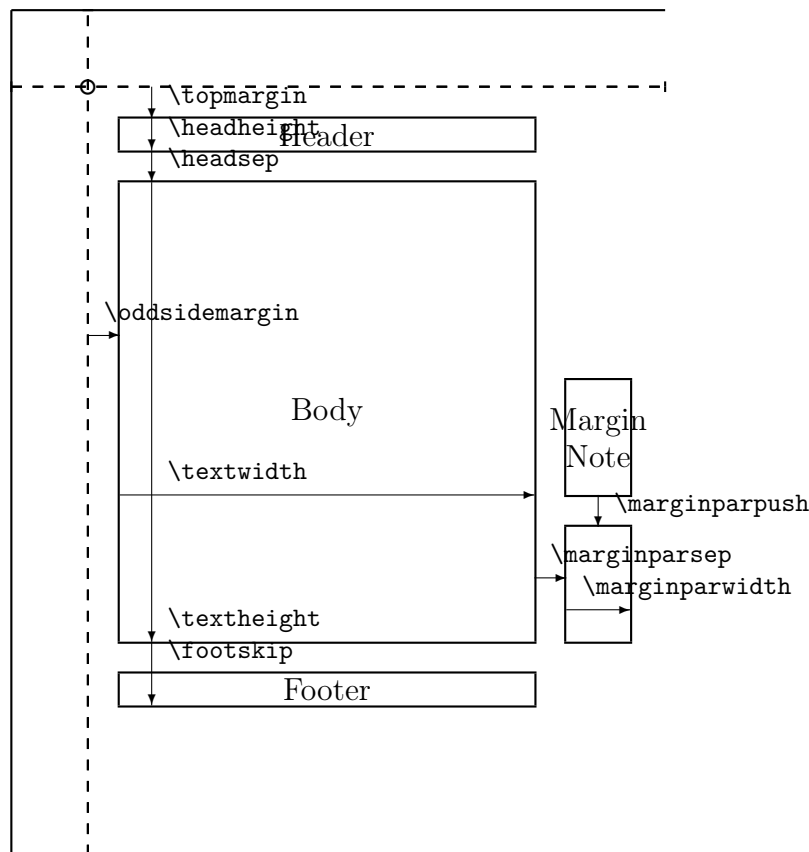 \topmargin
\headheight
Header
\headsep
\oddsidemargin
Body
Margin
Note
\textwidth
\marginparpush
\marginparsep
\marginparwidth
\textheight
\footskip
Footer